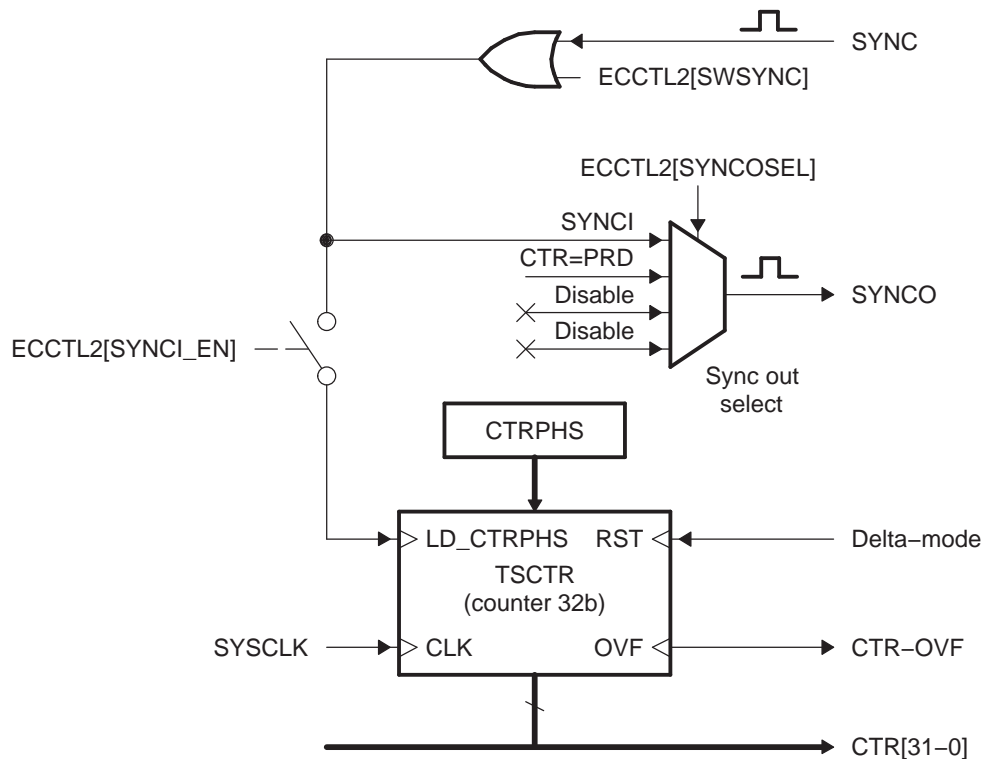 SYNC
ECCTL2[SWSYNC]
ECCTL2[SYNCOSEL]
SYNCI
CTR=PRD
Disable
Disable
SYNCO
ECCTL2[SYNCI_EN]
Sync out
select
CTRPHS
LD_CTRPHS
RST
Delta−mode
TSCTR
(counter 32b)
SYSCLK
CLK
OVF
CTR−OVF
CTR[31−0]